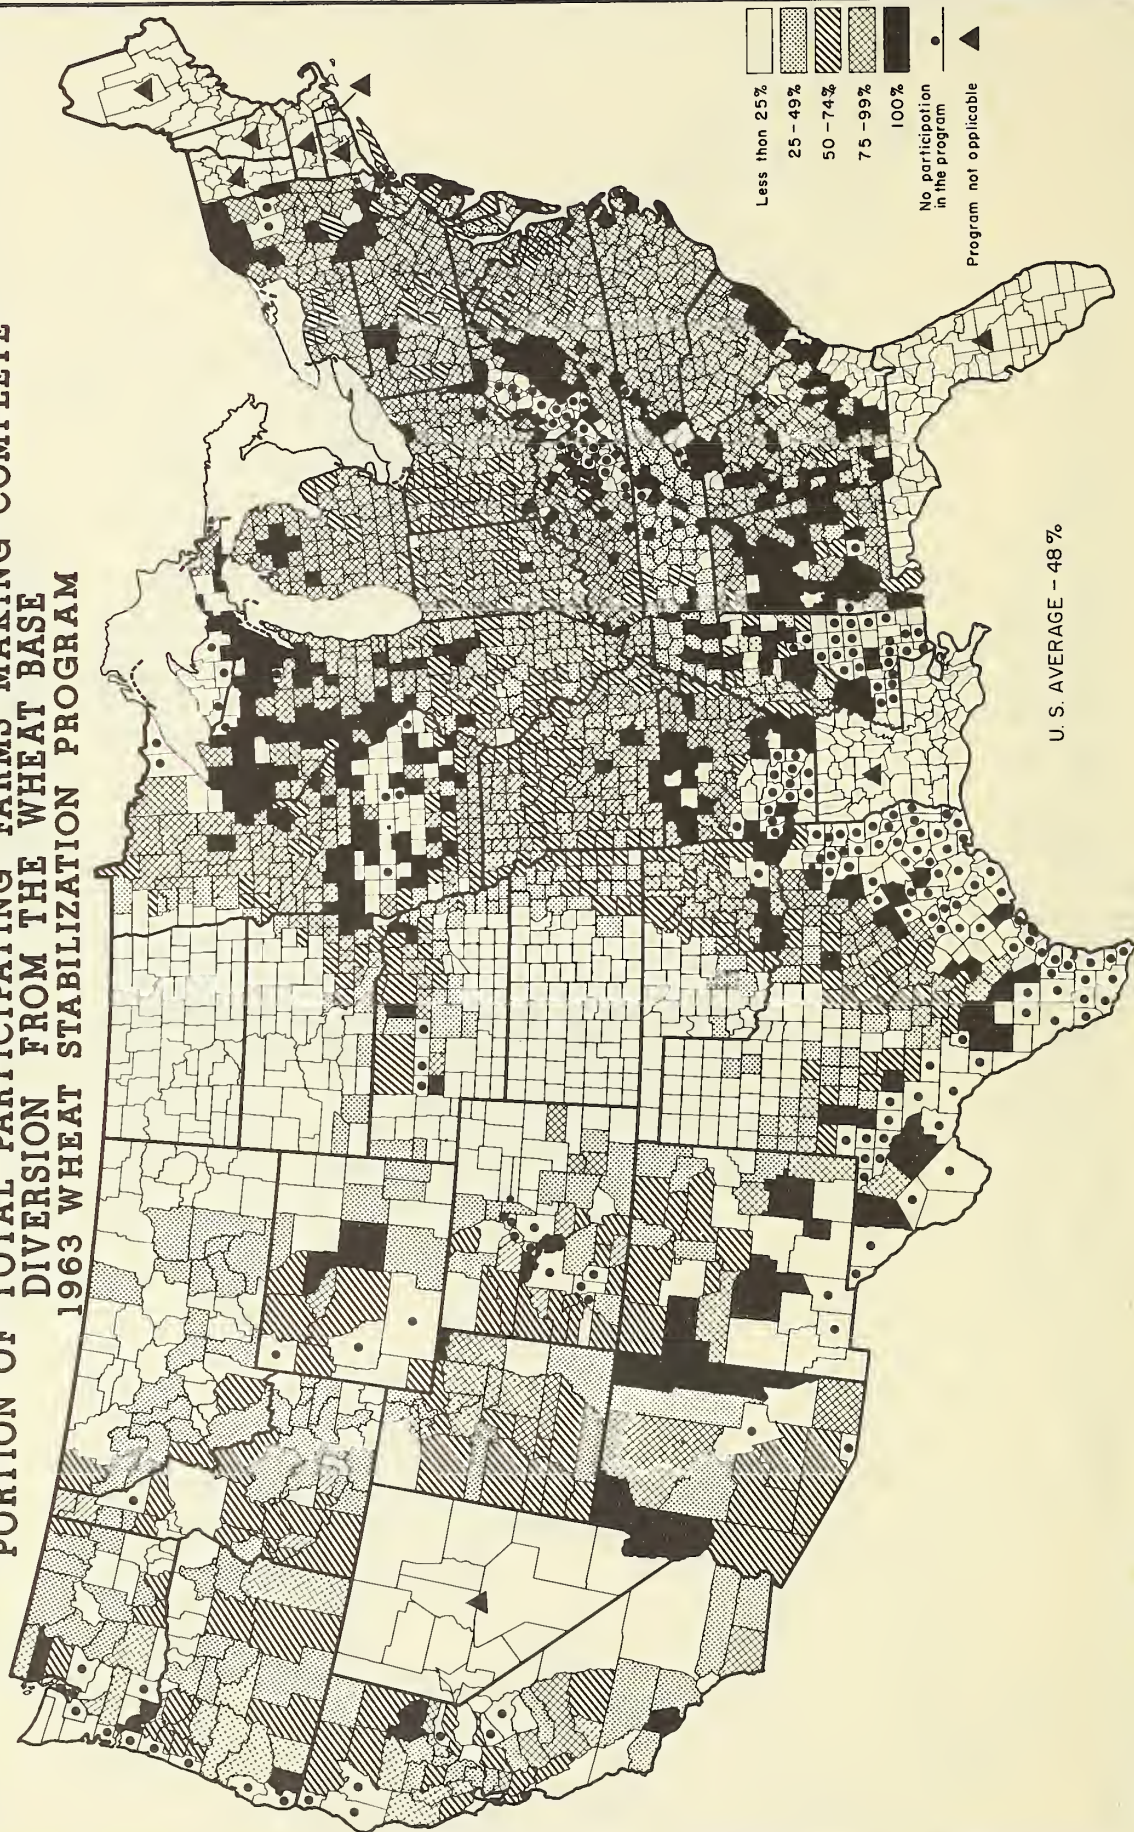 PORTION OF TOTAL PARTICIPATING FARMS MAKING COMPLETE
DIVERSION FROM THE WHEAT BASE
1963 WHEAT STABILIZATION PROGRAM
Less than 25%
25-49%
50-74%
75-99%
100%
No participation
in the program
Program not applicable
U. S. AVERAGE - 48%